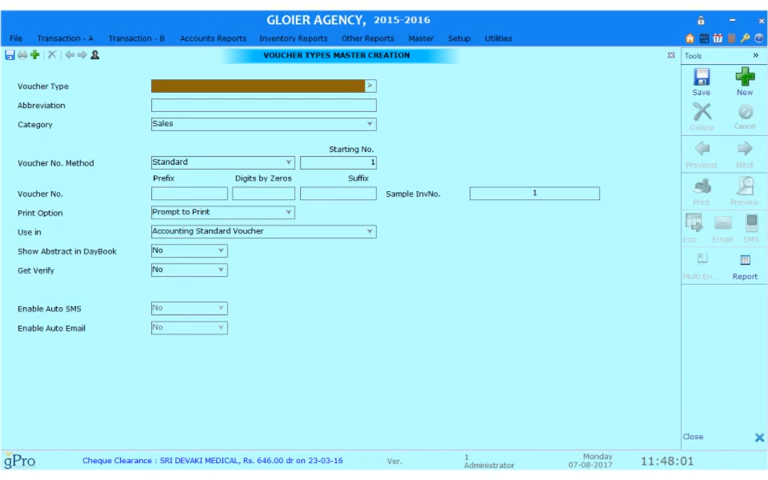 GLOIER AGENCY, 2015-2016
File Transaction - A Transaction - B Accounts Reports Inventory Reports Other Reports Master Setup Utilities
VOUCHER TYPES MASTER CREATION
Tools »
Voucher Type >
Abbreviation
Category Sales
Starting No.
Voucher No. Method Standard 1
Prefix Digits by Zeros Suffix
Voucher No. Sample InvNo. 1
Print Option Prompt to Print
Use in Accounting Standard Voucher
Show Abstract in DayBook No
Get Verify No
Enable Auto SMS No
Enable Auto Email No
Save New
Delete Cancel
Previous Next
Print Preview
Exp... Email SMS
Multi.En... Report
Close X
gPro Cheque Clearance : SRI DEVAKI MEDICAL, Rs. 646.00 dr on 23-03-16 Ver. 1 Administrator Monday 07-08-2017 11:48:01